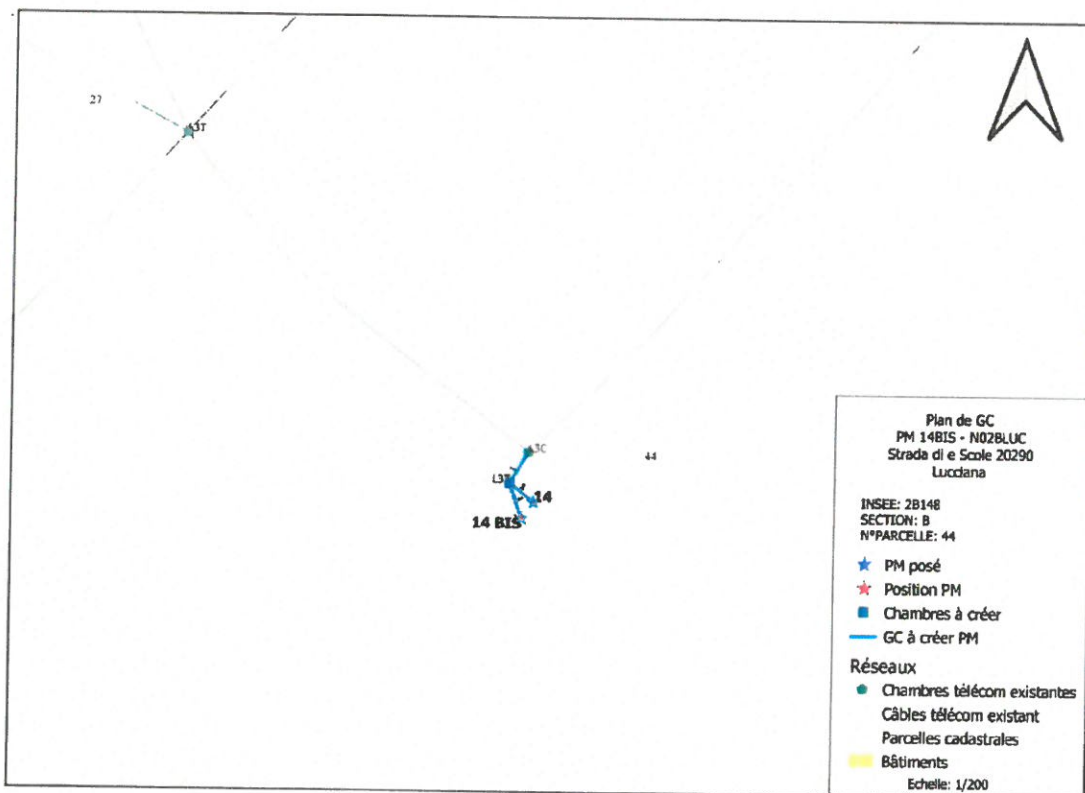 27
L3T
L3C
44
L3T
14
14 BIS
Plan de GC
PM 14BIS - N02BLUC
Strada di e Scole 20290
Lucciana
INSEE: 2B148
SECTION: B
N°PARCELLE: 44
PM posé
Position PM
Chambres à créer
GC à créer PM
Réseaux
Chambres télécom existantes
Câbles télécom existant
Parcelles cadastrales
Bâtiments
Echelle: 1/200